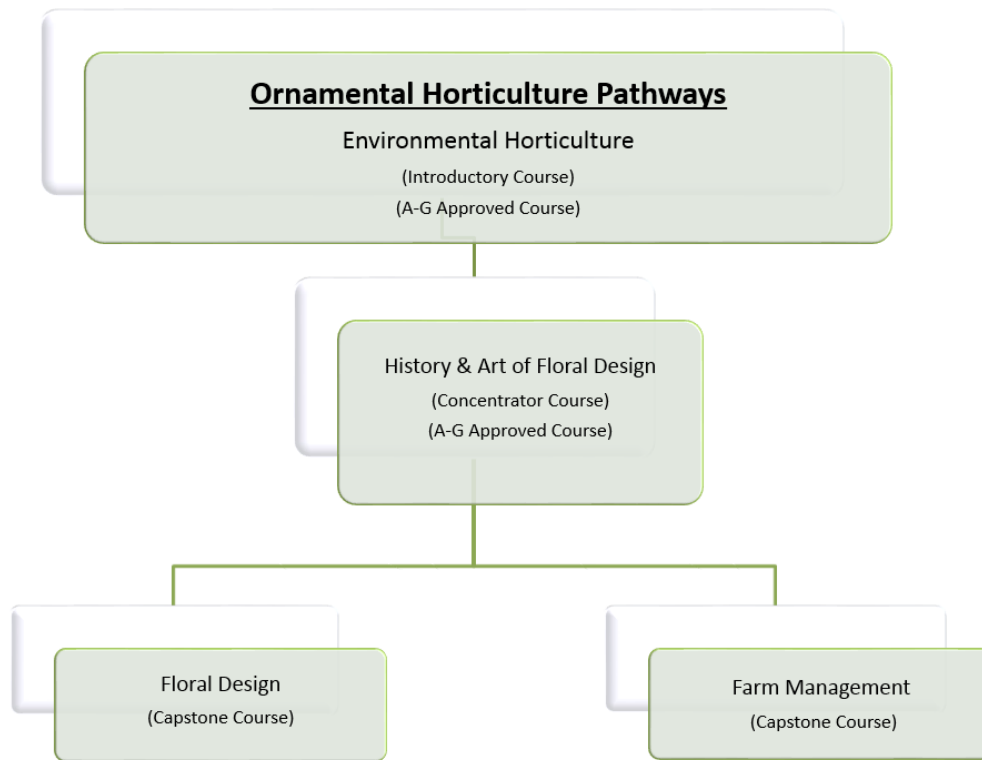 Ornamental Horticulture Pathways
Environmental Horticulture
(Introductory Course)
(A-G Approved Course)
History & Art of Floral Design
(Concentrator Course)
(A-G Approved Course)
Floral Design
(Capstone Course)
Farm Management
(Capstone Course)